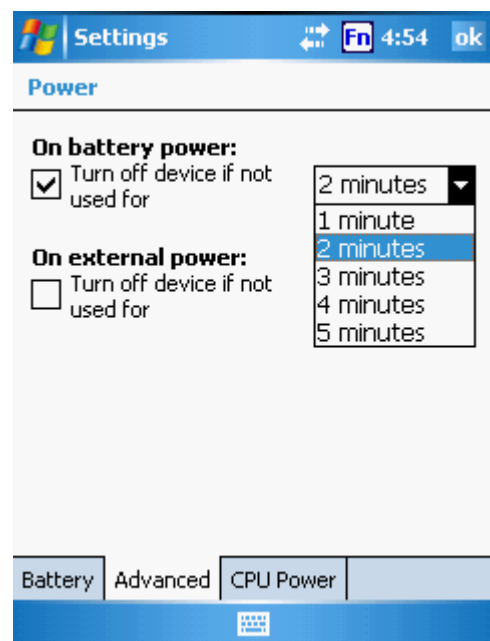 Settings Fn 4:54 ok
Power
On battery power:
Turn off device if not
used for
2 minutes
1 minute
2 minutes
3 minutes
4 minutes
5 minutes
On external power:
Turn off device if not
used for
Battery Advanced CPU Power